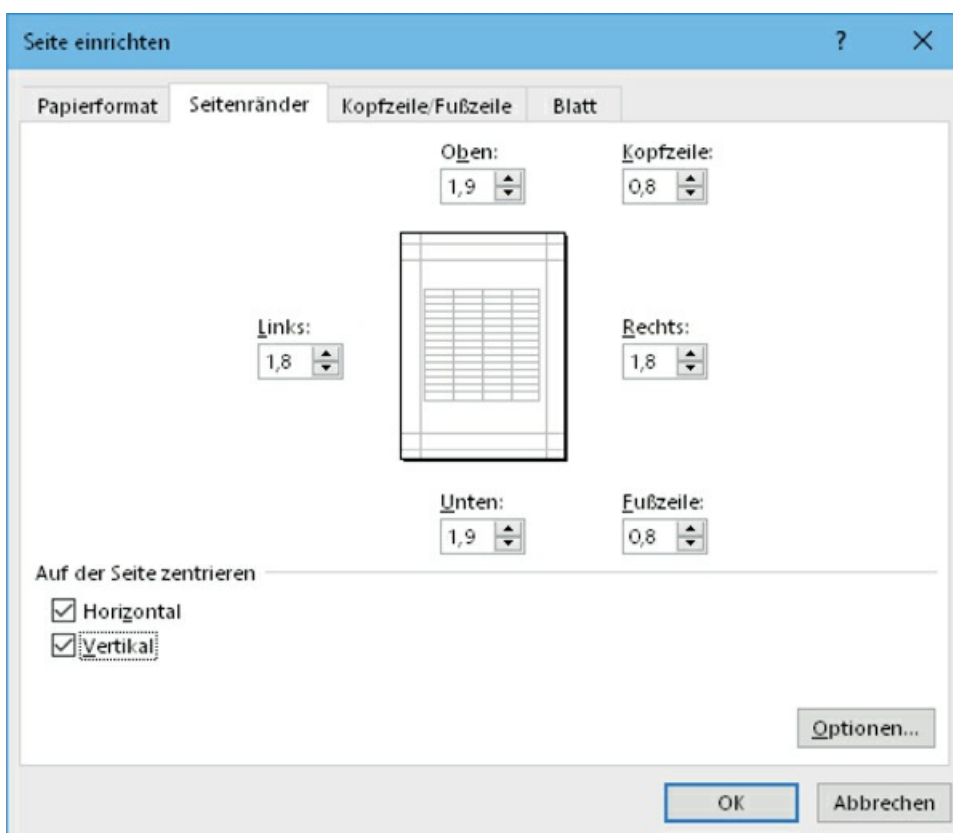 Seite einrichten ?
Papierformat Seitenränder Kopfzeile/Fußzeile Blatt
Oben: Kopfzeile:
1,9 0,8
Links: Rechts:
1,8 1,8
Unten: Fußzeile:
1,9 0,8
Auf der Seite zentrieren
Horizontal
Vertikal
Optionen...
OK Abbrechen